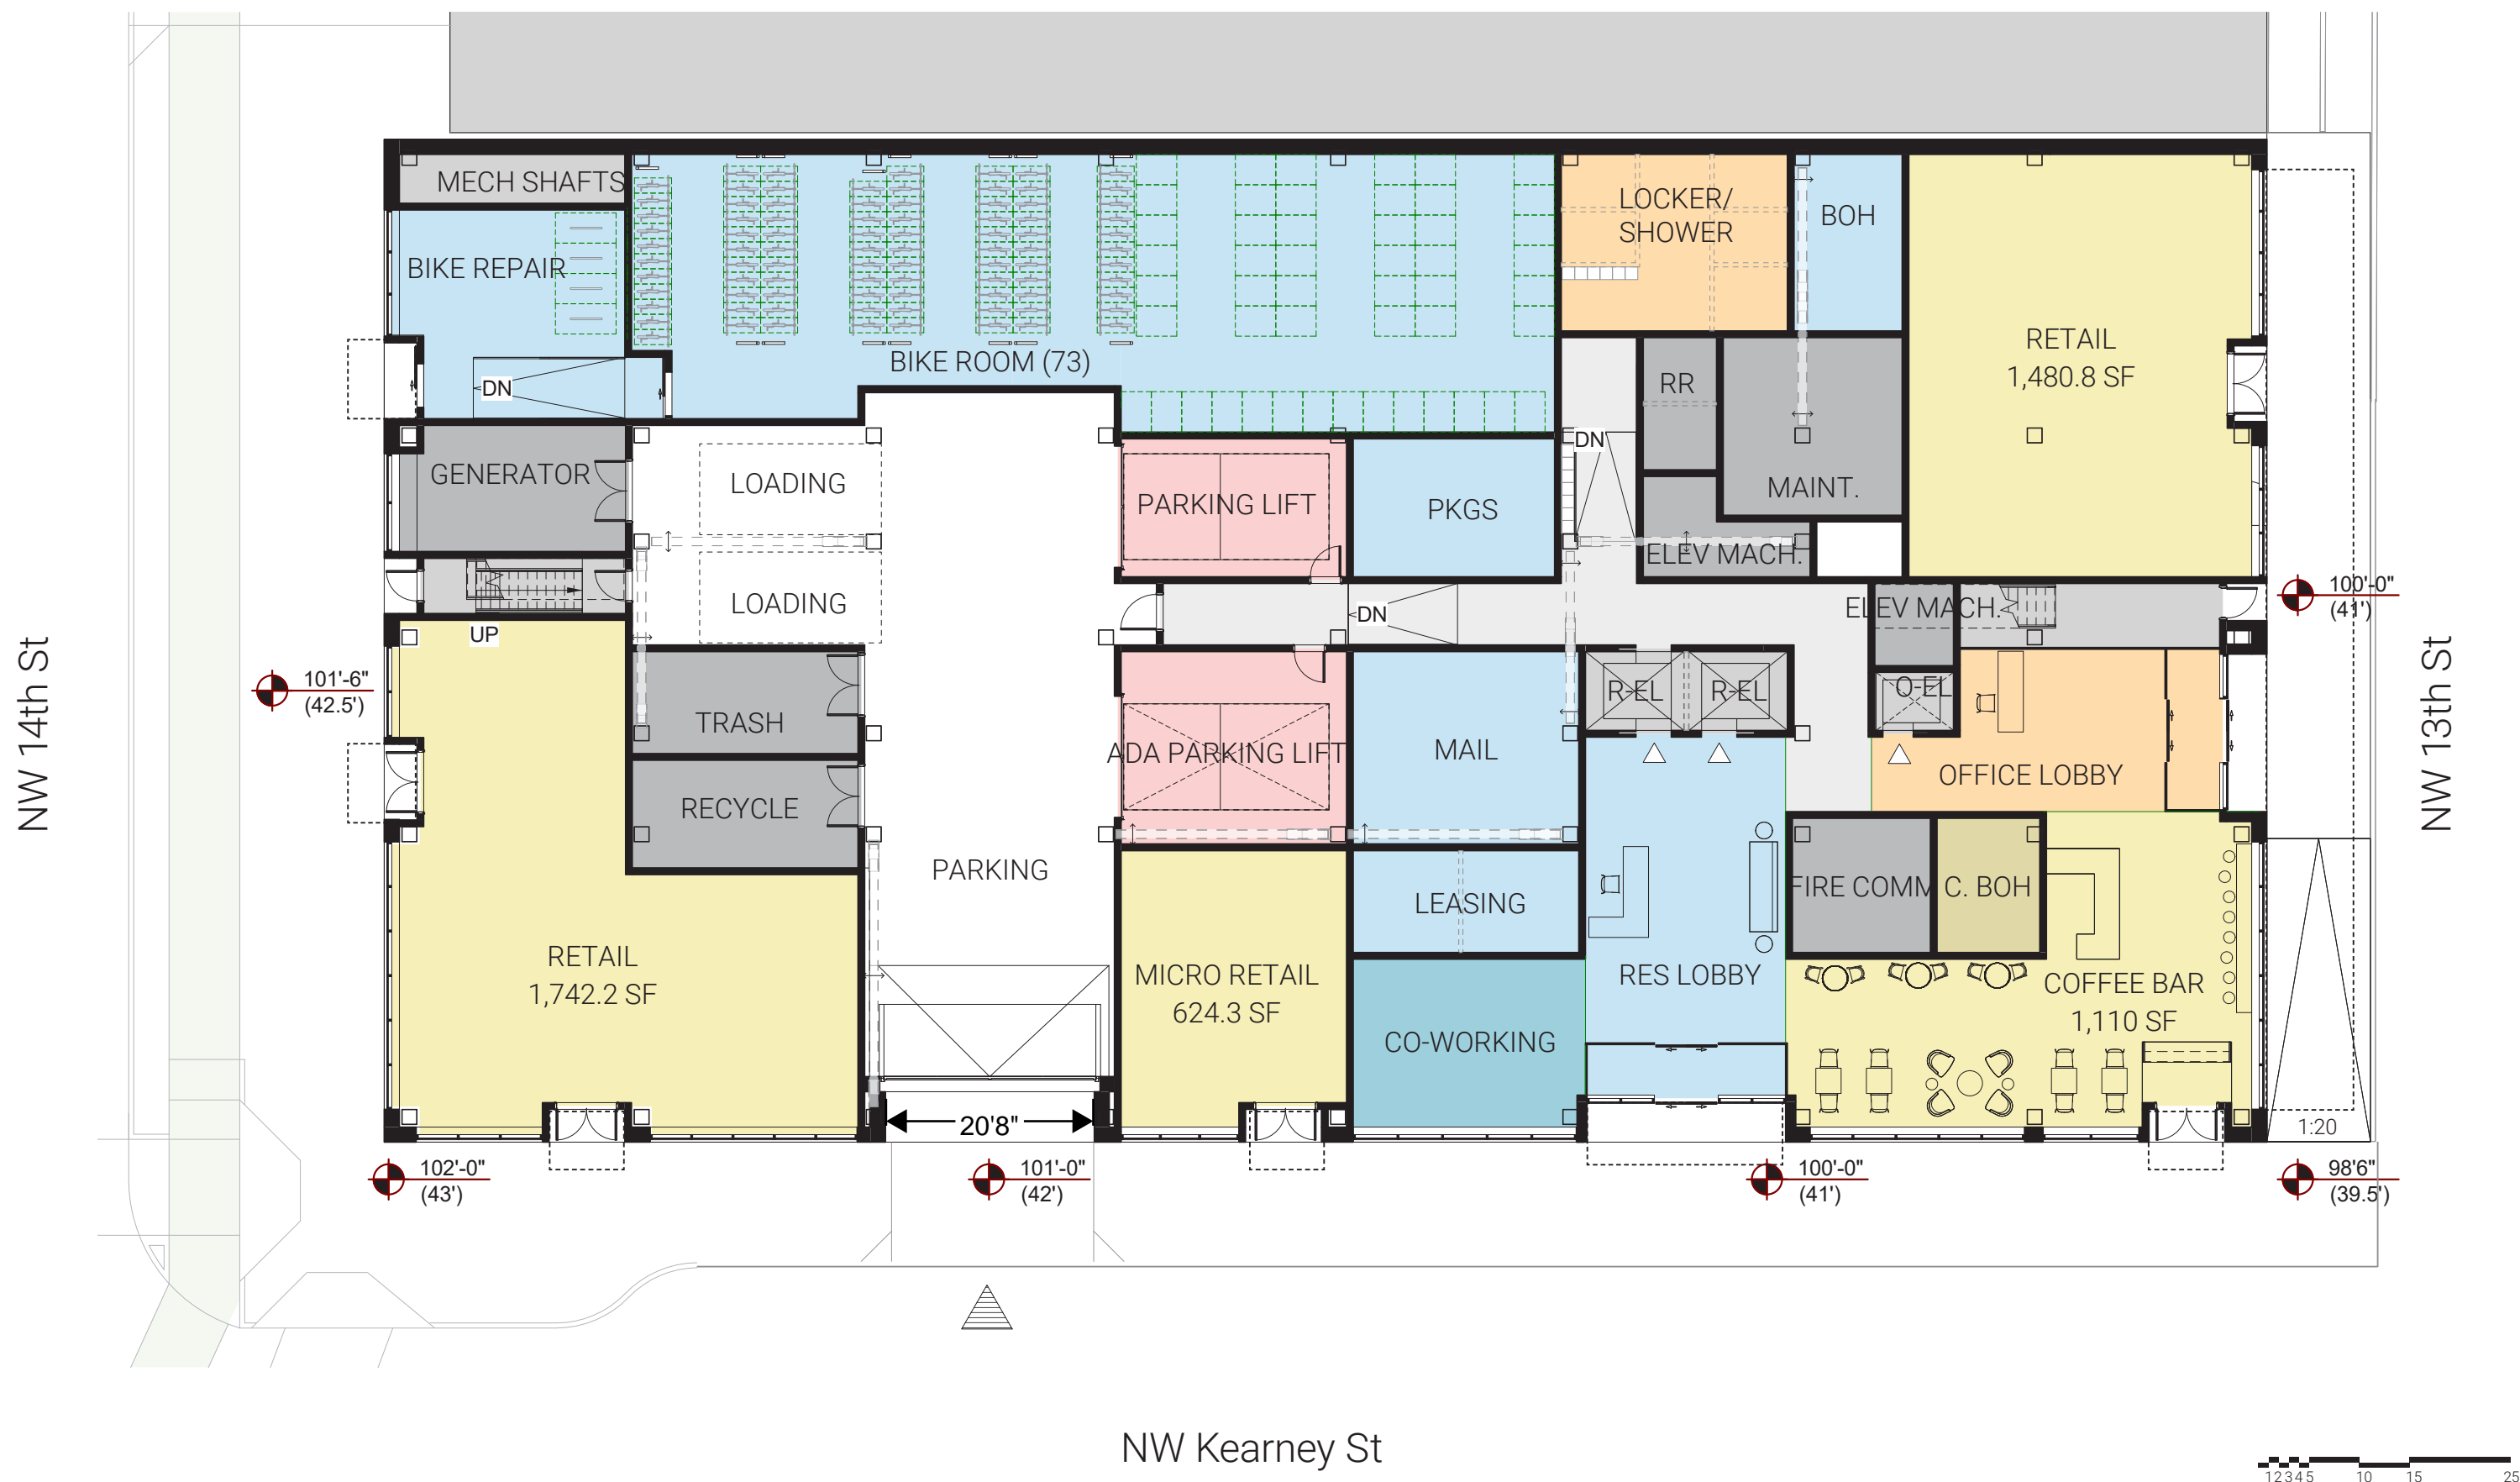 MECH SHAFTS
LOCKER/
SHOWER
BOH
BIKE REPAIR
RETAIL
1,480.8 SF
BIKE ROOM (73)
DN
RR
DN
GENERATOR
LOADING
PARKING LIFT
PKGS
MAINT.
ELEV MACH.
LOADING
DN
ELEV MACH.
100'-0"
(41')
UP
101'-6"
(42.5')
TRASH
R-EL
R-EL
O-EL
ADA PARKING LIFT
MAIL
OFFICE LOBBY
RECYCLE
NW 14th St
NW 13th St
PARKING
LEASING
FIRE COMM
C. BOH
RETAIL
1,742.2 SF
MICRO RETAIL
624.3 SF
RES LOBBY
COFFEE BAR
1,110 SF
CO-WORKING
20'8"
1:20
102'-0"
(43')
101'-0"
(42')
100'-0"
(41')
98'6"
(39.5')
NW Kearney St
1 2 3 4 5 10 15 25